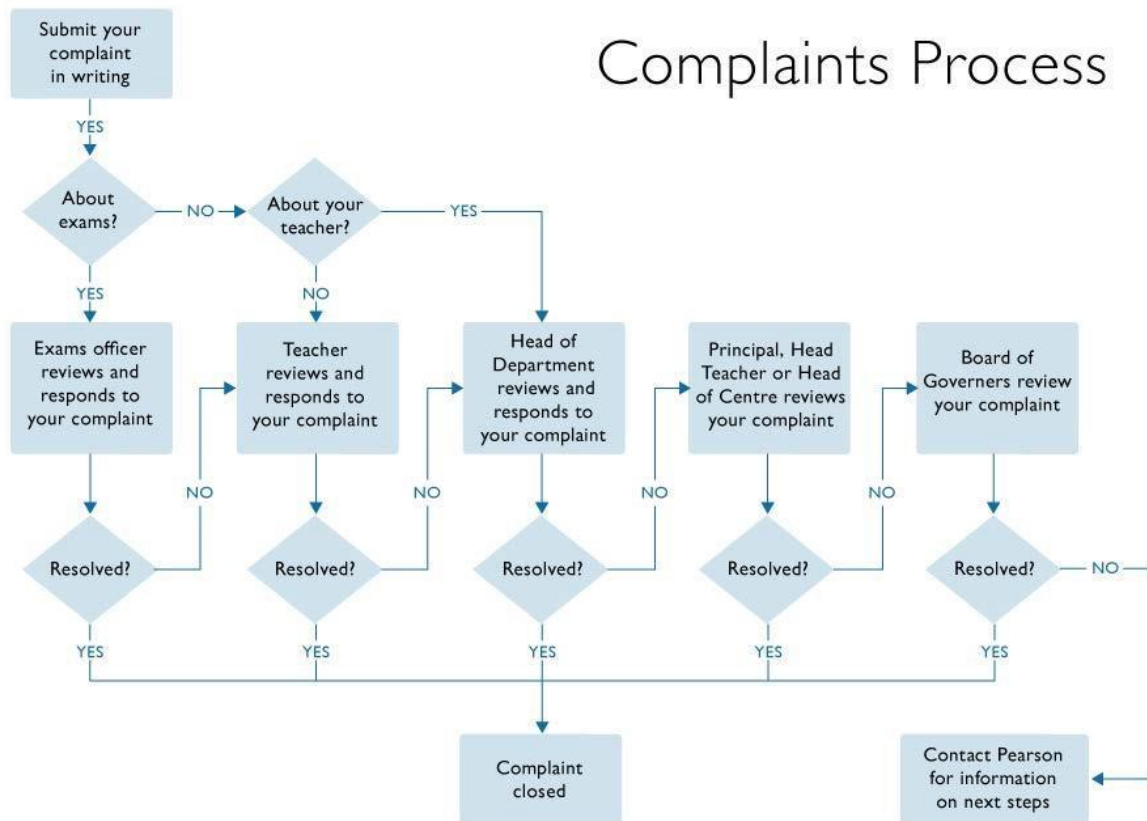 Complaints Process
Submit your
complaint
in writing
YES
About
exams?
NO
About your
teacher?
YES
YES
NO
Exams officer
reviews and
responds to
your complaint
Teacher
reviews and
responds to
your complaint
Head of
Department
reviews and
responds to
your complaint
Principal, Head
Teacher or Head
of Centre reviews
your complaint
Board of
Governers review
your complaint
NO
NO
NO
NO
Resolved?
Resolved?
Resolved?
Resolved?
Resolved?
NO
YES
YES
YES
YES
YES
Complaint
closed
Contact Pearson
for information
on next steps